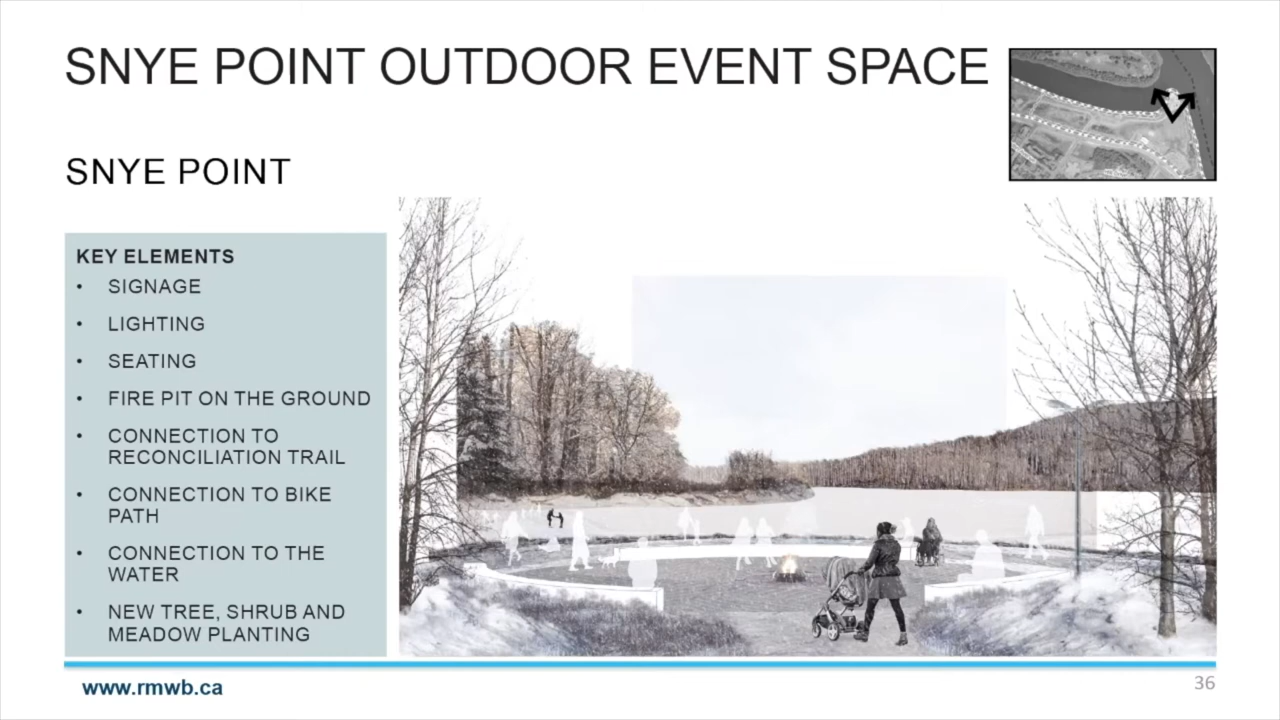 SNYE POINT OUTDOOR EVENT SPACE
SNYE POINT
KEY ELEMENTS
• SIGNAGE
• LIGHTING
• SEATING
• FIRE PIT ON THE GROUND
• CONNECTION TO
RECONCILIATION TRAIL
• CONNECTION TO BIKE
PATH
• CONNECTION TO THE
WATER
• NEW TREE, SHRUB AND
MEADOW PLANTING
www.rmwb.ca
36